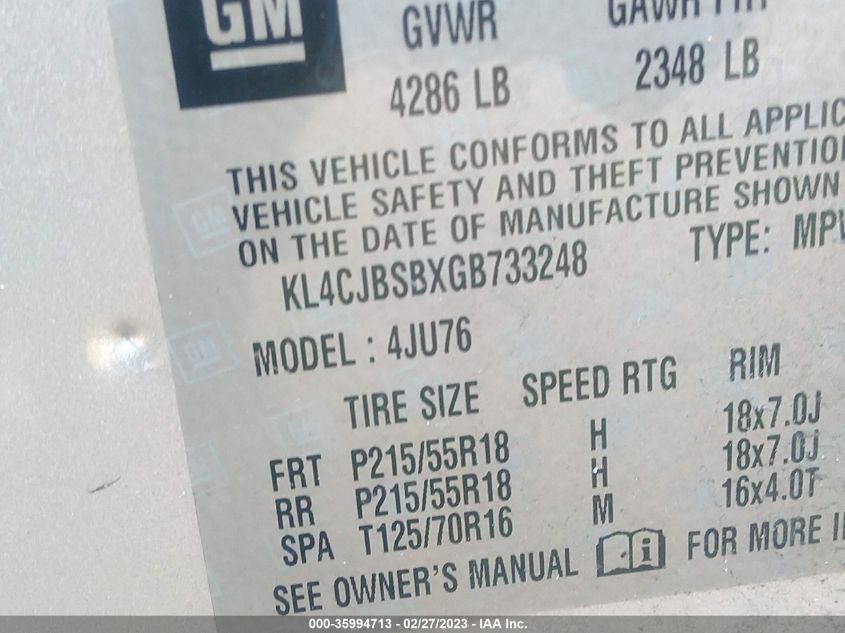 GM
GVWR GAWR FRT
4286 LB 2348 LB
THIS VEHICLE CONFORMS TO ALL APPLIC
VEHICLE SAFETY AND THEFT PREVENTIO
ON THE DATE OF MANUFACTURE SHOWN
KL4CJBSBXGB733248 TYPE: MPV
MODEL : 4JU76
TIRE SIZE SPEED RTG RIM
FRT P215/55R18 H 18x7.0J
RR P215/55R18 H 18x7.0J
SPA T125/70R16 M 16x4.0T
SEE OWNER'S MANUAL i FOR MORE I
000-35994713 - 02/27/2023 - IAA Inc.